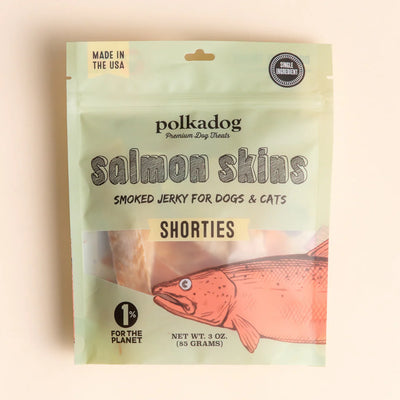 MADE IN
THE USA
SINGLE
INGREDIENT
polkadog
Premium Dog Treats
salmon skins
SMOKED JERKY FOR DOGS & CATS
SHORTIES
1%
FOR THE
PLANET
NET WT. 3 OZ.
(85 GRAMS)